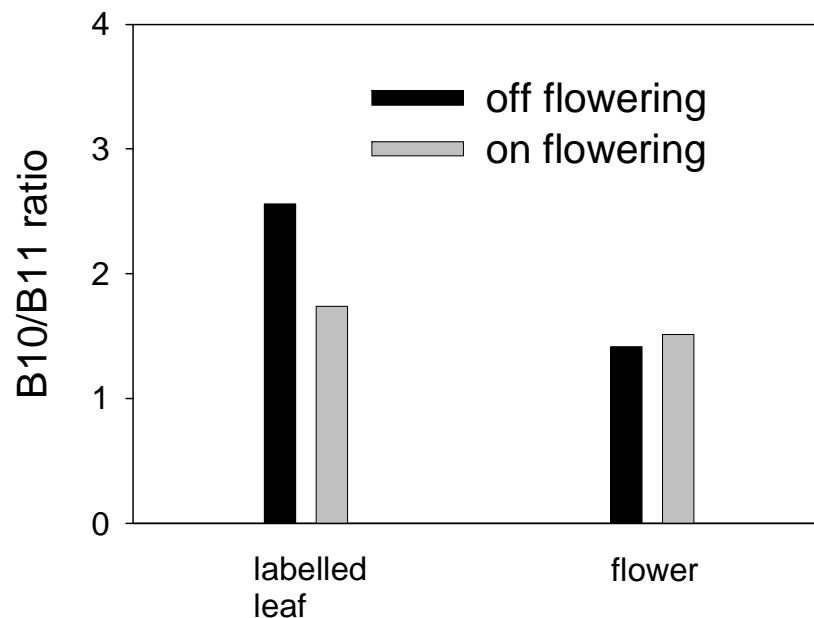 4
3
2
1
0
B10/B11 ratio
off flowering
on flowering
labelled
leaf
flower